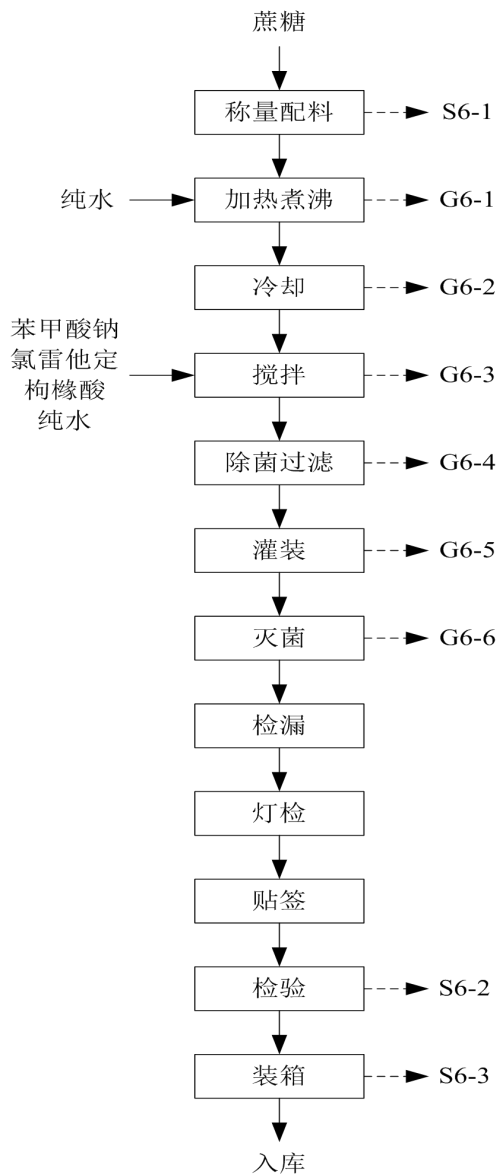 蔗糖
称量配料
S6-1
纯水
加热煮沸
G6-1
冷却
G6-2
苯甲酸钠
氯雷他定
枸橼酸
纯水
搅拌
G6-3
除菌过滤
G6-4
灌装
G6-5
灭菌
G6-6
检漏
灯检
贴签
检验
S6-2
装箱
S6-3
入库